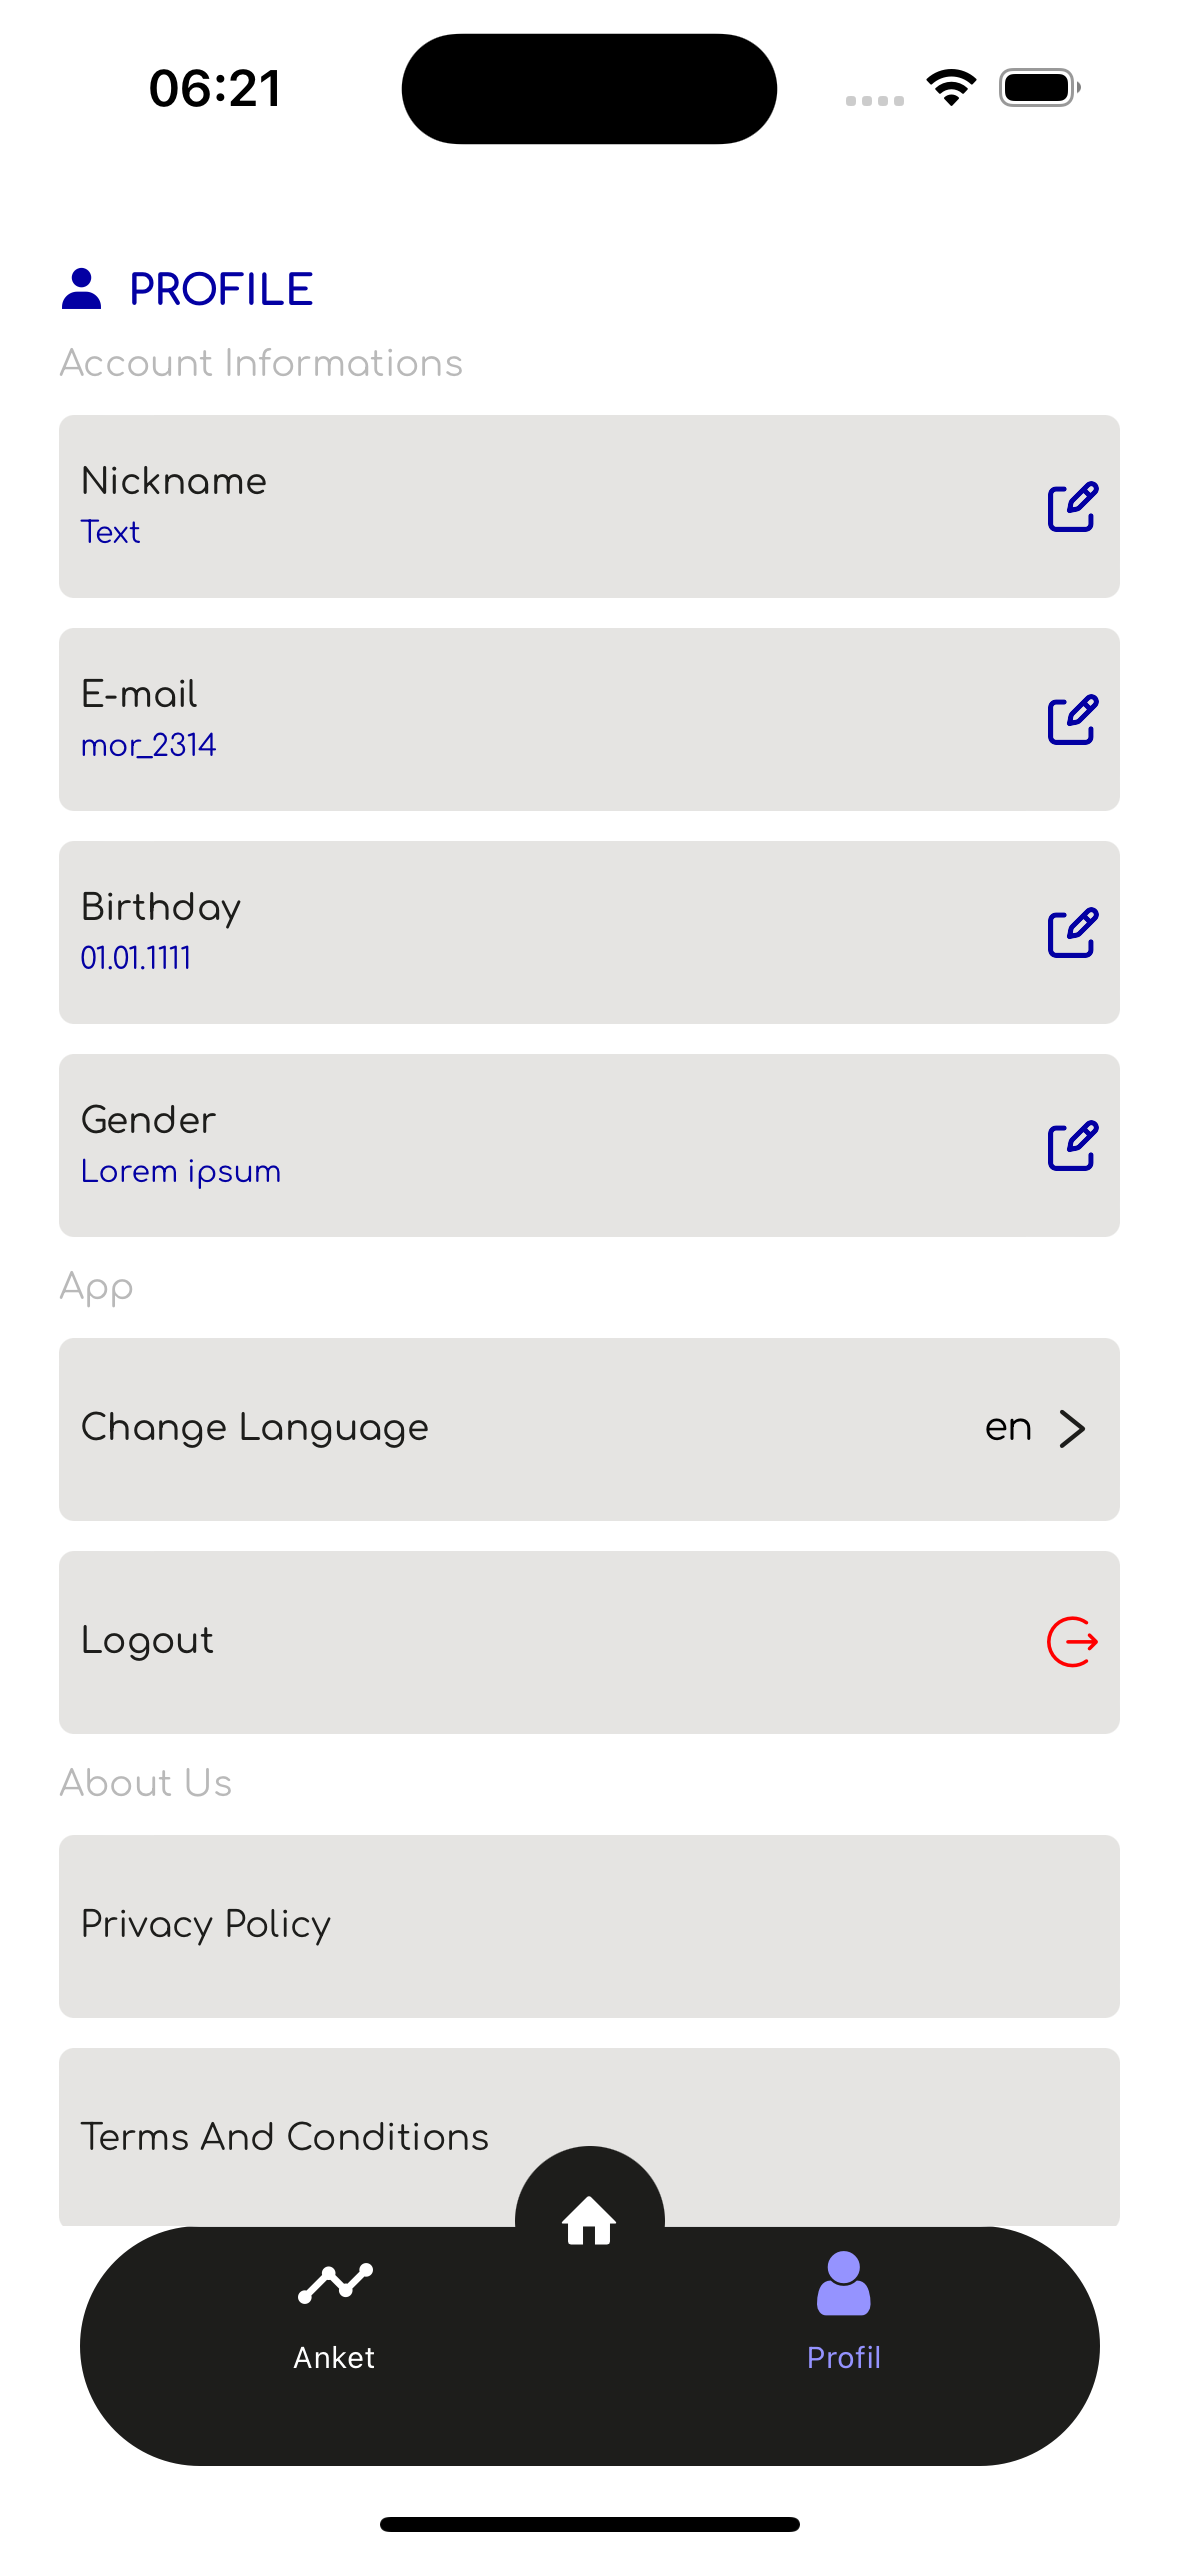 06:21
PROFILE
Account Informations
Nickname
Text
E-mail
mor_2314
Birthday
01.01.1111
Gender
Lorem ipsum
App
Change Language en
Logout
About Us
Privacy Policy
Terms And Conditions
Anket Profil